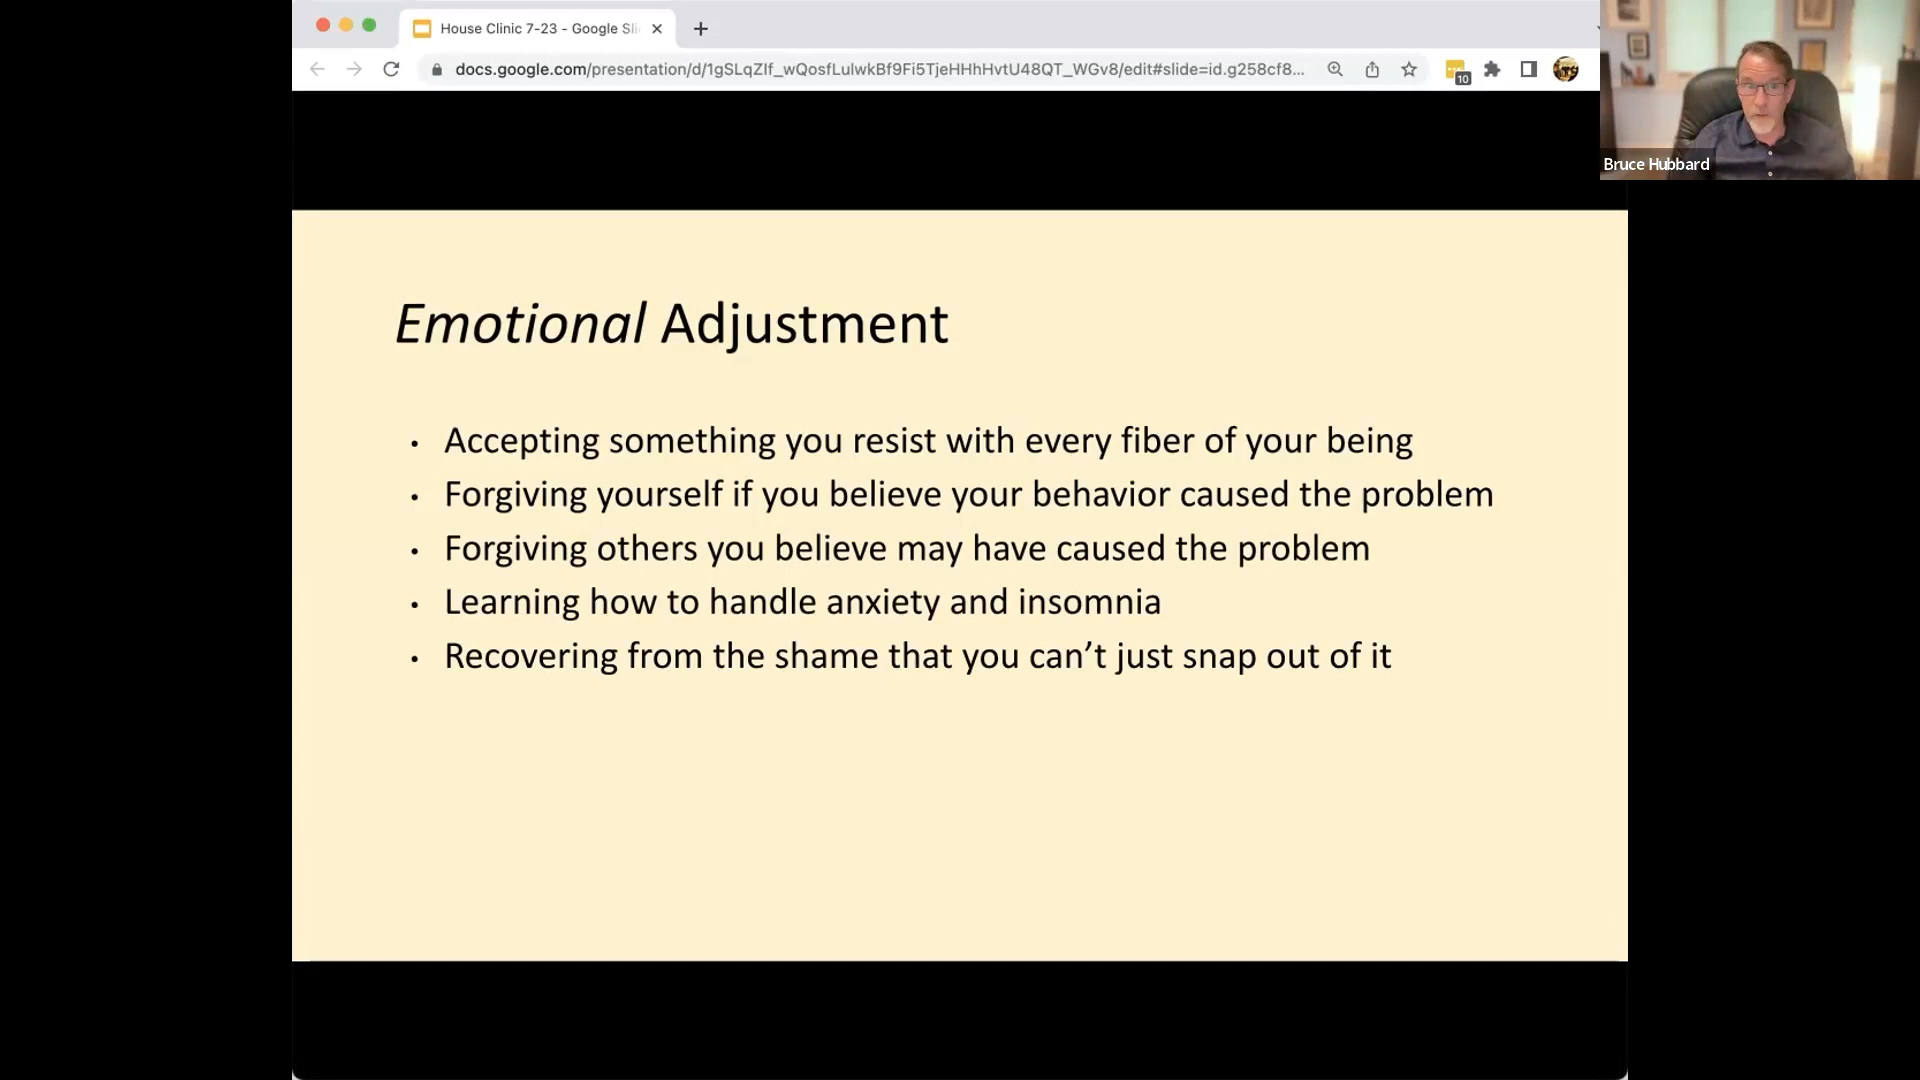 House Clinic 7-23 - Google Sli
docs.google.com/presentation/d/1gSLqZIf_wQosfLulwkBf9Fi5TjeHHhHvtU48QT_WGv8/edit#slide=id.g258cf8...
10
Bruce Hubbard
Emotional Adjustment
• Accepting something you resist with every fiber of your being
• Forgiving yourself if you believe your behavior caused the problem
• Forgiving others you believe may have caused the problem
• Learning how to handle anxiety and insomnia
• Recovering from the shame that you can’t just snap out of it